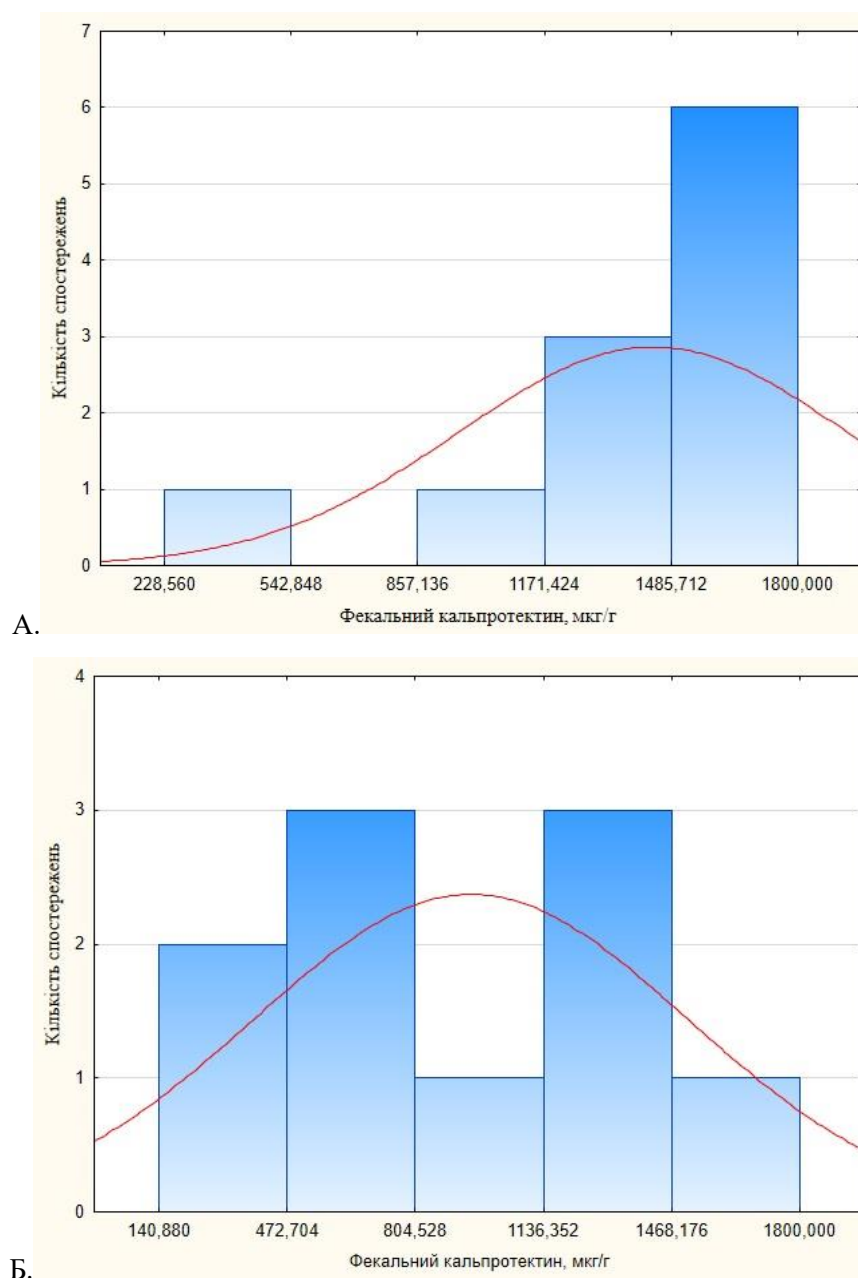 7
6
5
4
3
2
1
0
Кількість спостережень
228,560 542,848 857,136 1171,424 1485,712 1800,000
Фекальний кальпротектин, мкг/г
А.
4
3
2
1
0
Кількість спостережень
140,880 472,704 804,528 1136,352 1468,176 1800,000
Фекальний кальпротектин, мкг/г
Б.